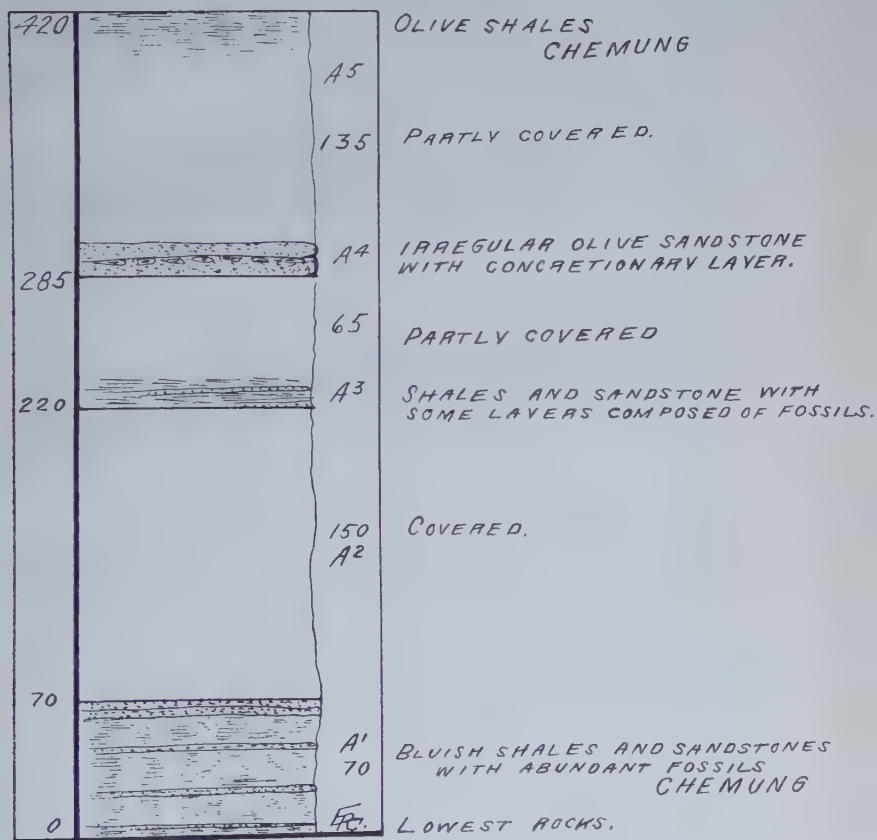 420 OLIVE SHALES
CHEMUNG
A5
135 PARTLY COVERED.
A4 IRREGULAR OLIVE SANDSTONE
WITH CONCRETIONARY LAYER.
285
65 PARTLY COVERED
220 A3 SHALES AND SANDSTONE WITH
SOME LAYERS COMPOSED OF FOSSILS.
150 COVERED.
A2
70
A1 BLUISH SHALES AND SANDSTONES
70 WITH ABUNDANT FOSSILS
CHEMUNG
0 LOWEST ROCKS.